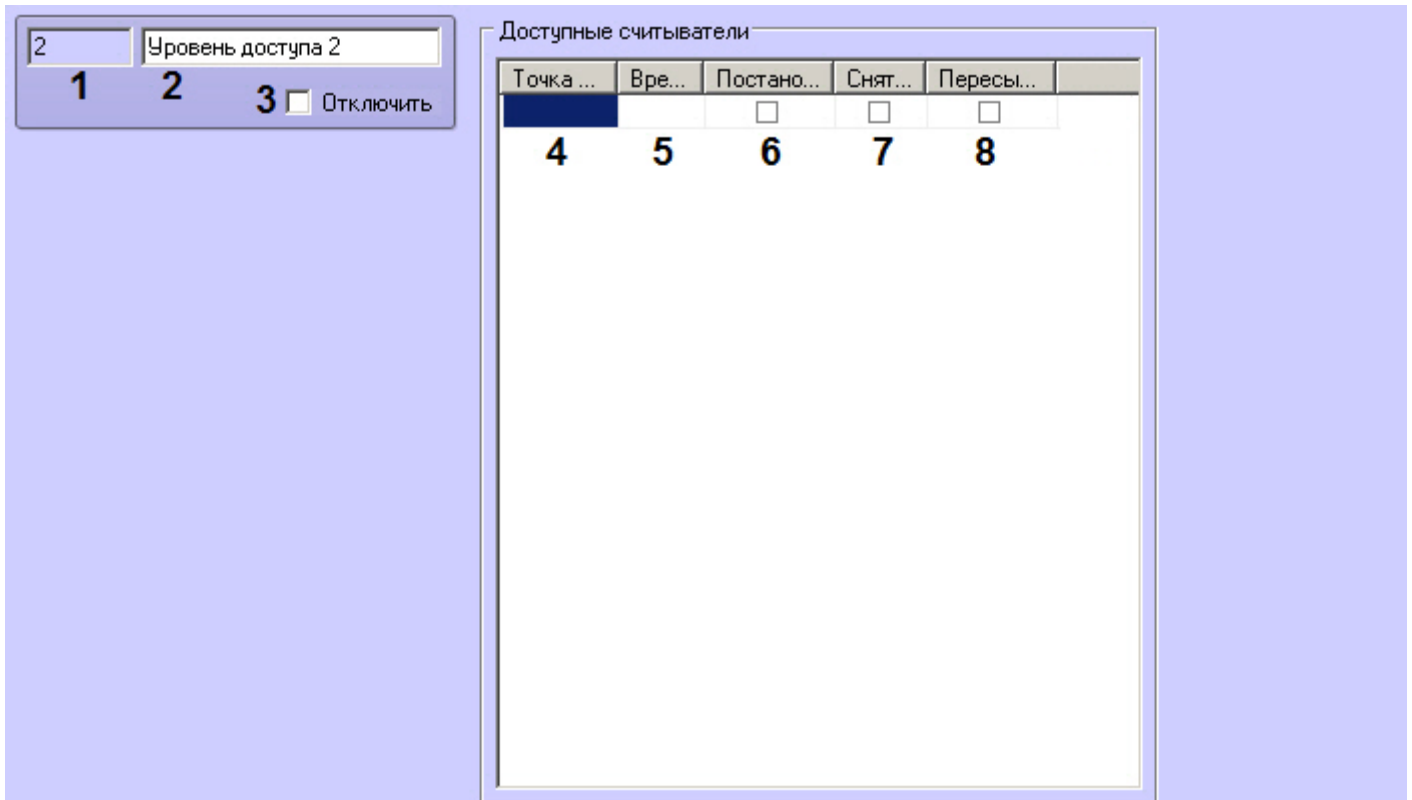 2 Уровень доступа 2
1 2 3 Отключить
Доступные считыватели
Точка ... Вре... Постано... Снят... Пересы...
4 5 6 7 8